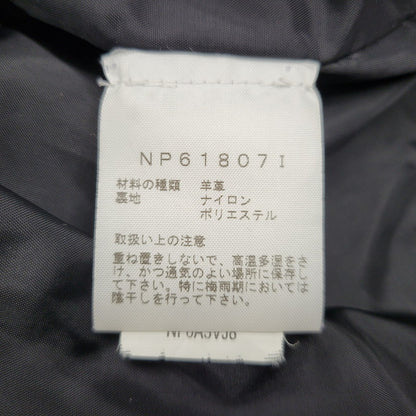 NP61807I
材料の種類 羊革
裏地 ナイロン
ポリエステル
取扱い上の注意
重ね置きしないで、高温多湿をさ
け、かつ通気のよい場所に保存し
て下さい。特に梅雨期においては
陰干しを行って下さい。